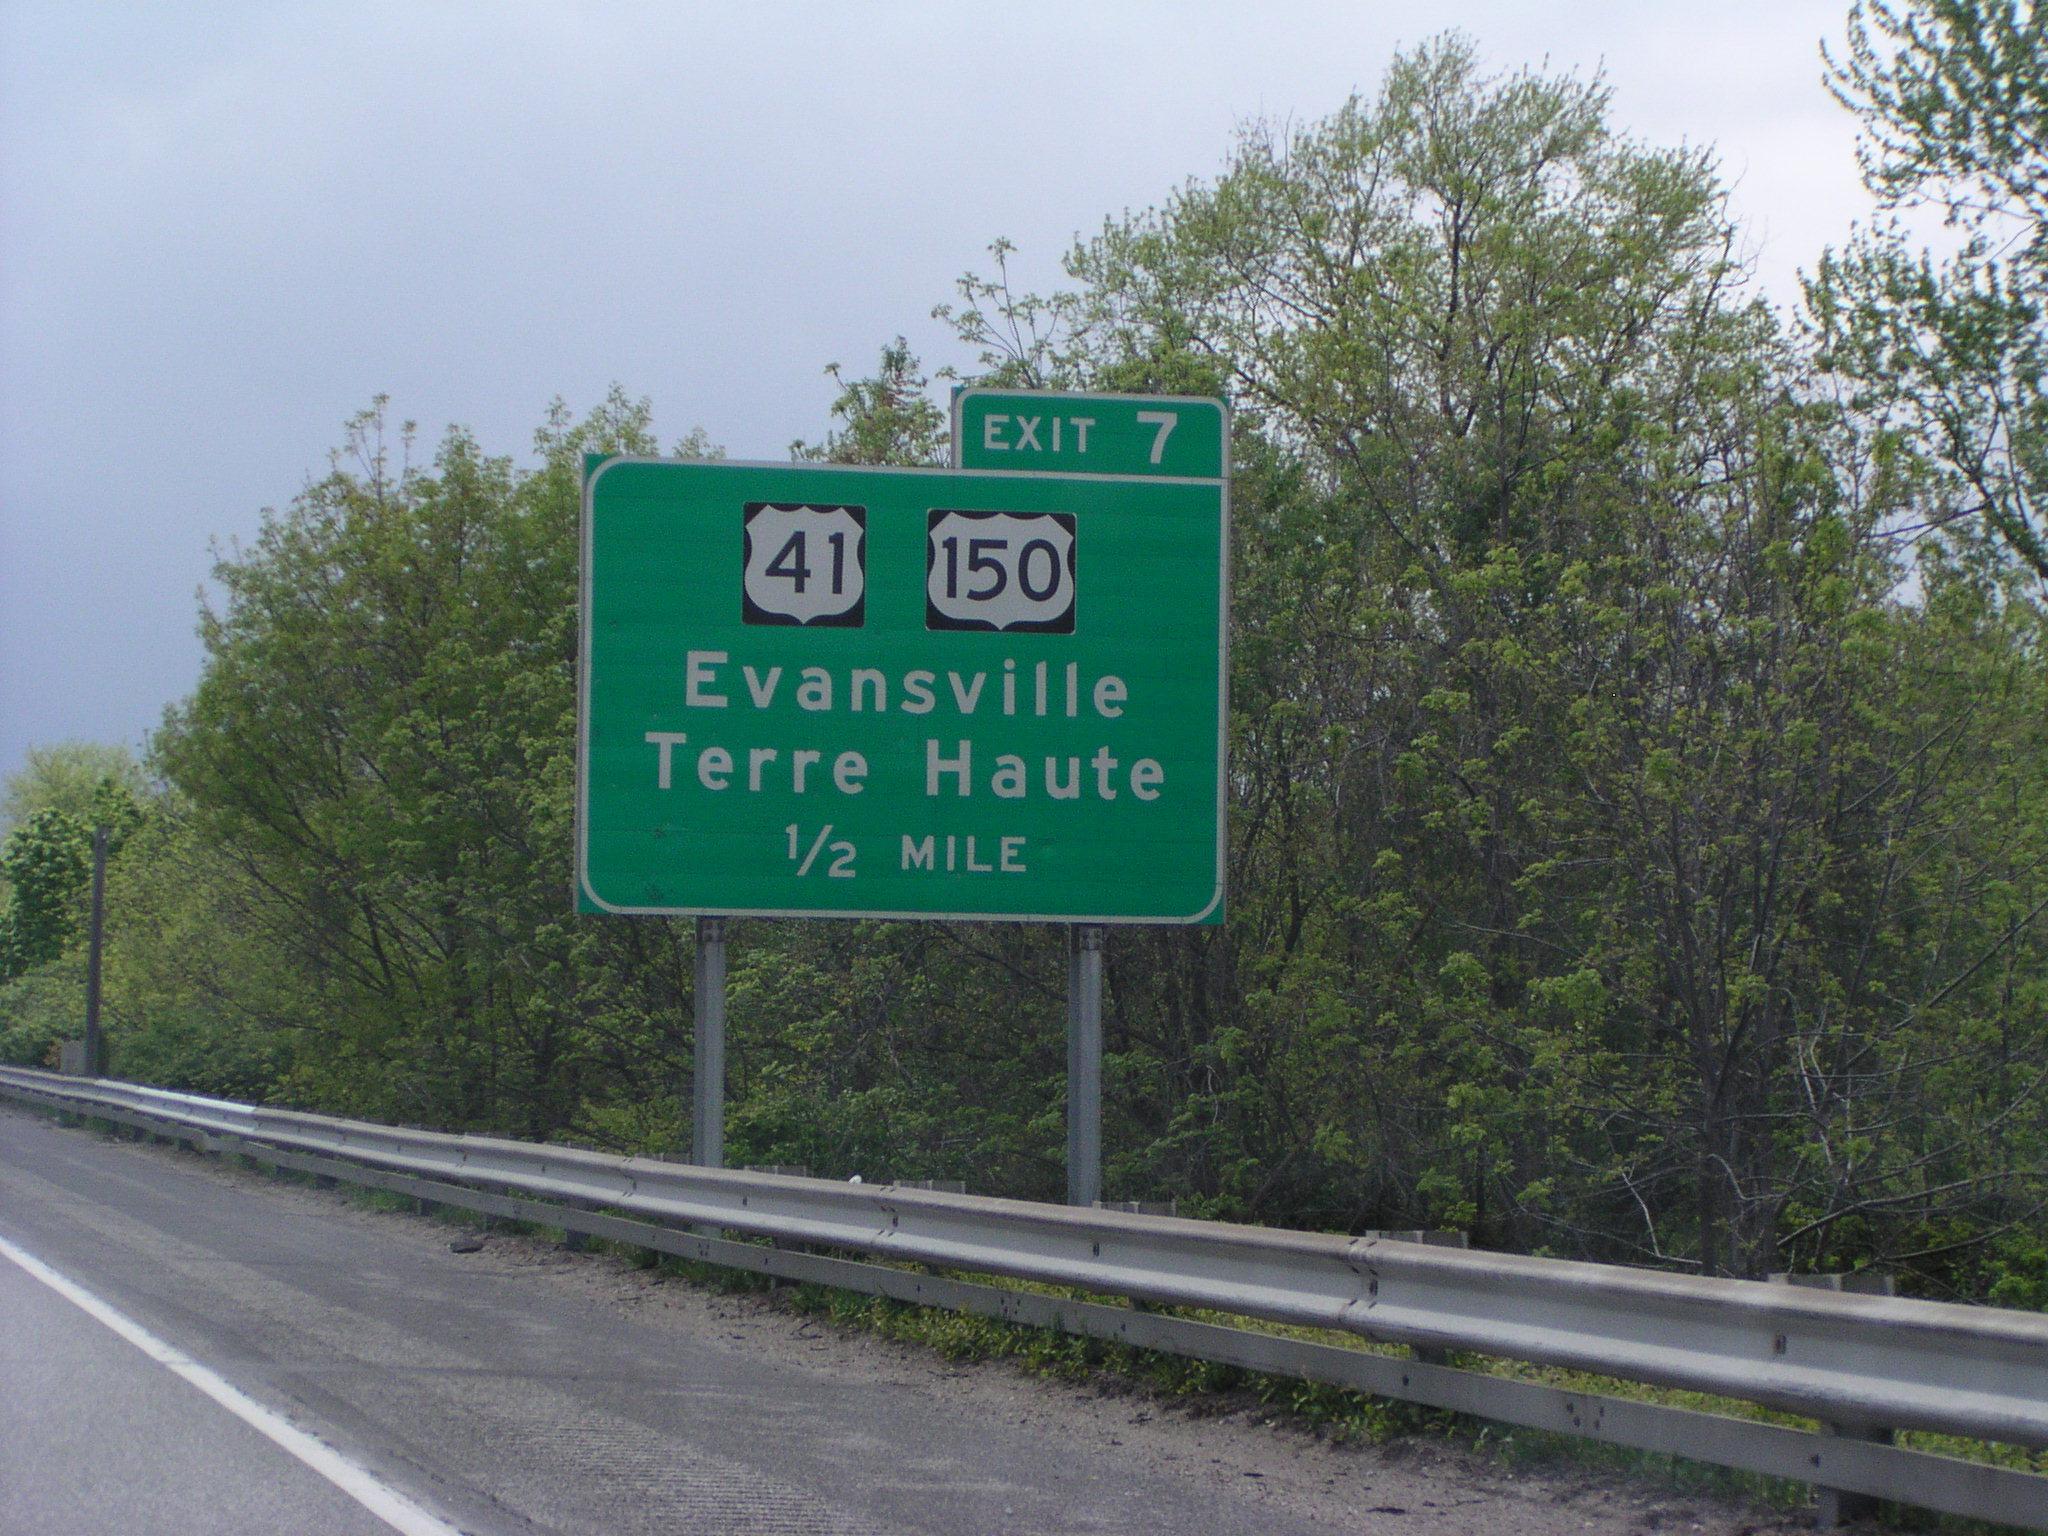 EXIT 7
41 150
Evansville
Terre Haute
1/2 MILE